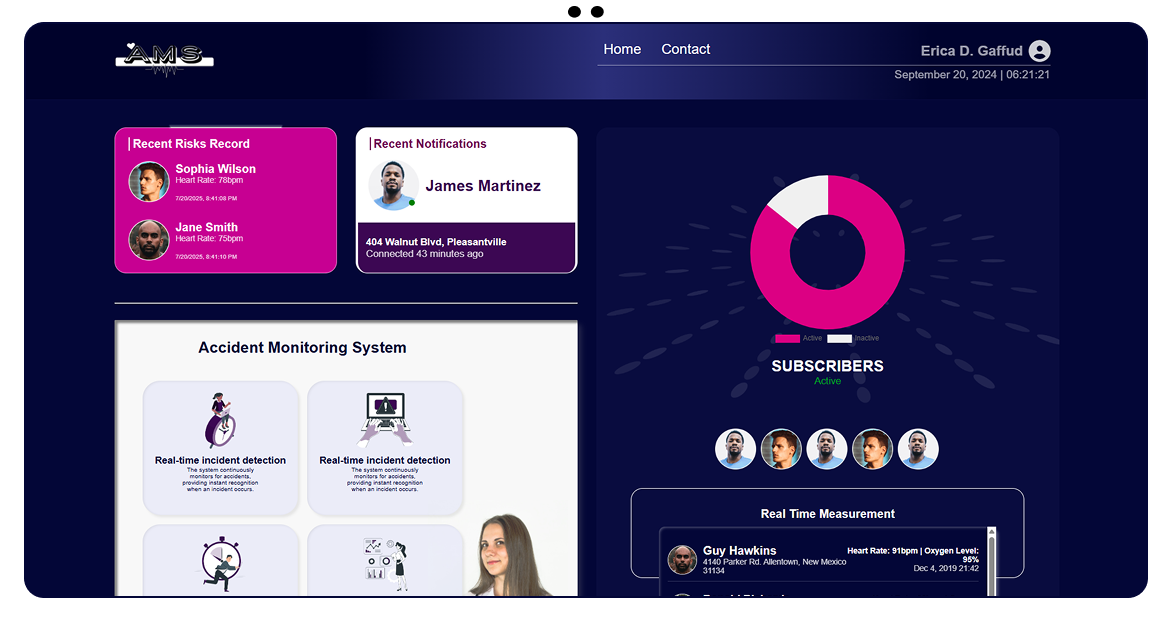 AMS
Home
Contact
Erica D. Gaffud
September 20, 2024 | 06:21:21
Recent Risks Record
Sophia Wilson
Heart Rate: 78bpm
7/20/2025, 8:41:08 PM
Jane Smith
Heart Rate: 75bpm
7/20/2025, 8:41:10 PM
Recent Notifications
James Martinez
404 Walnut Blvd, Pleasantville
Connected 43 minutes ago
Accident Monitoring System
Real-time incident detection
The system continuously
monitors for accidents,
providing instant recognition
when an incident occurs.
Real-time incident detection
The system continuously
monitors for accidents,
providing instant recognition
when an incident occurs.
Active
Inactive
SUBSCRIBERS
Active
Real Time Measurement
Guy Hawkins
4140 Parker Rd. Allentown, New Mexico
31134
Heart Rate: 91bpm | Oxygen Level:
95%
Dec 4, 2019 21:42